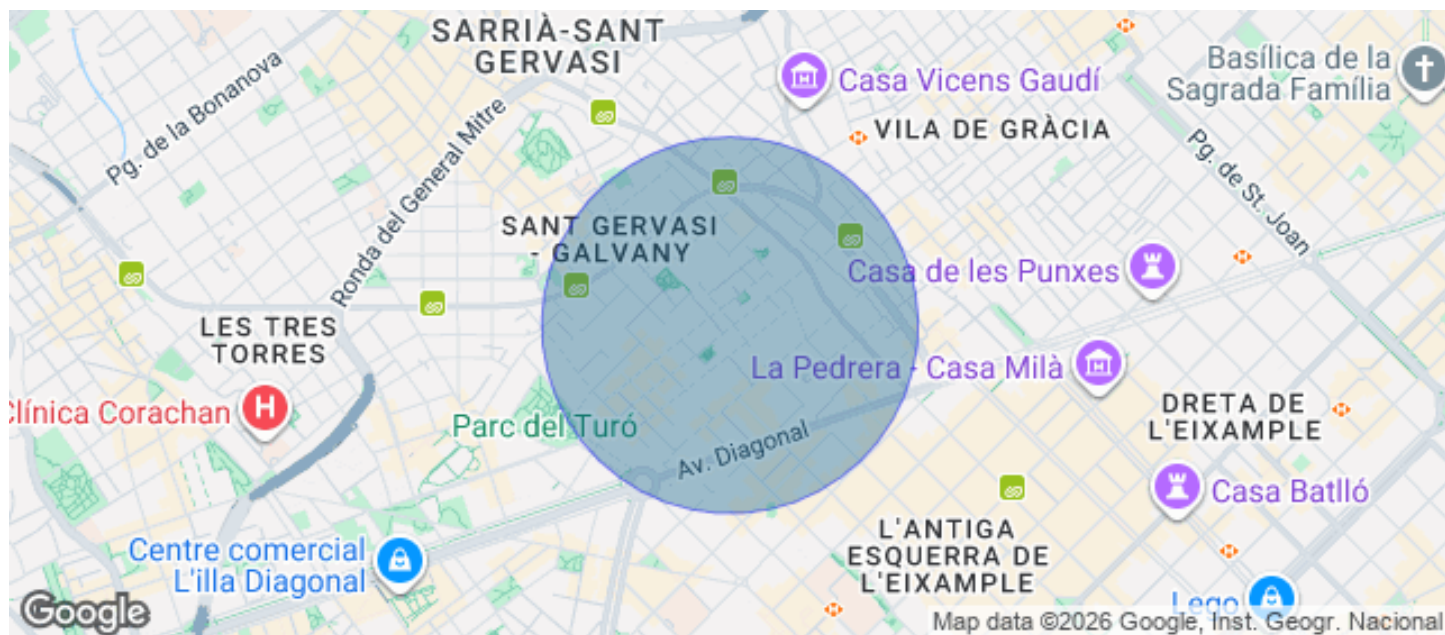 SARRIÀ-SANT
GERVASI
Pg. de la Bonanova
Ronda del General Mitre
Casa Vicens Gaudí
Basílica de la
Sagrada Família
VILA DE GRÀCIA
Pg. de St. Joan
SANT GERVASI
- GALVANY
Casa de les Punxes
LES TRES
TORRES
La Pedrera - Casa Milà
Clínica Corachan
H
Parc del Turó
Av. Diagonal
DRETA DE
L'EIXAMPLE
Casa Batlló
L'ANTIGA
ESQUERRA DE
L'EIXAMPLE
Centre comercial
L'illa Diagonal
Lego
Google
Map data ©2026 Google, Inst. Geogr. Nacional